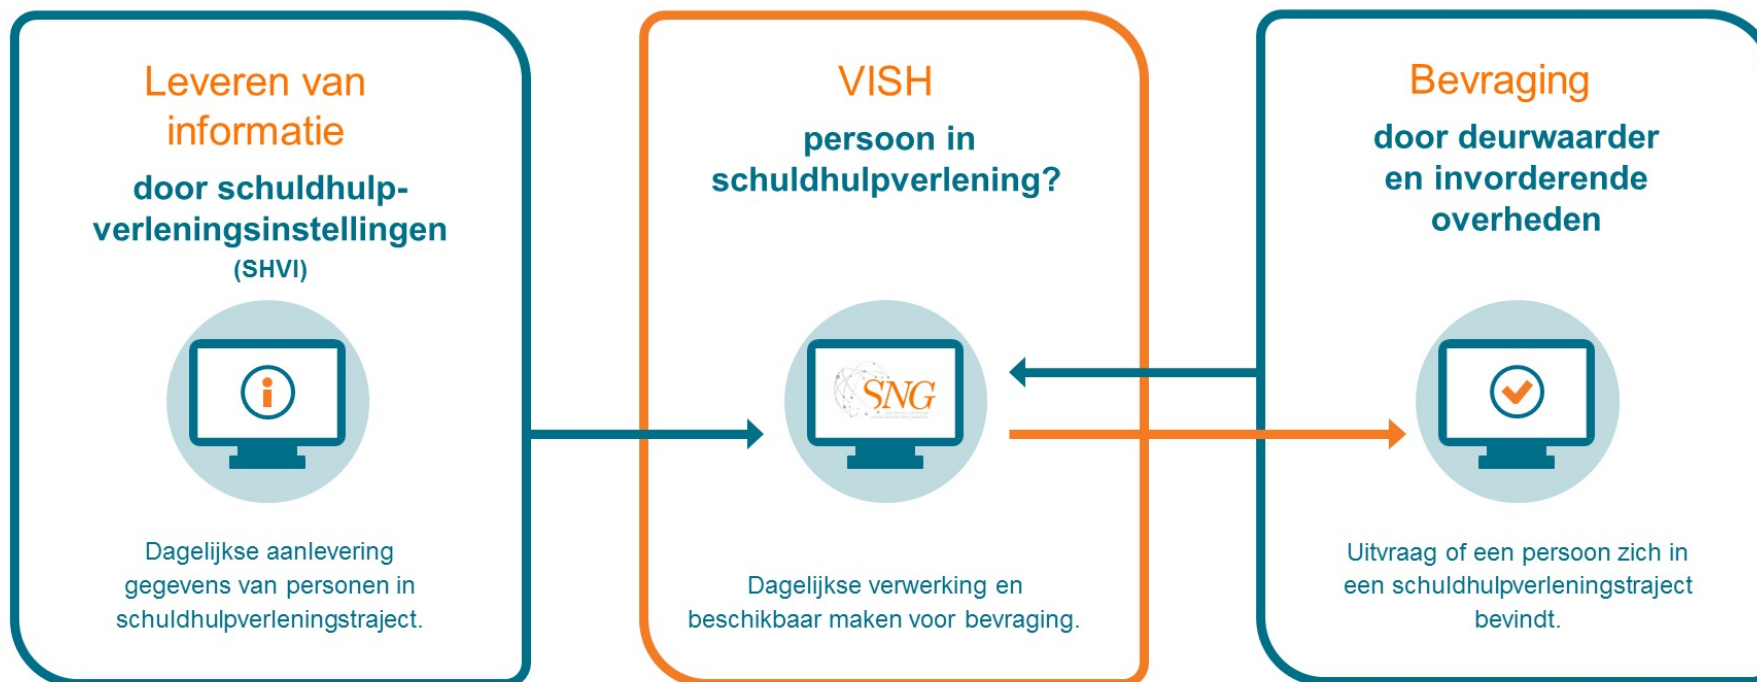 Leveren van
informatie
door schuldhulp-
verleningsinstellingen
(SHVI)
Dagelijkse aanlevering
gegevens van personen in
schuldhulpverleningstraject.
VISH
persoon in
schuldhulpverlening?
SNG
Dagelijkse verwerking en
beschikbaar maken voor bevraging.
Bevraging
door deurwaarder
en invorderende
overheden
Uitvraag of een persoon zich in
een schuldhulpverleningstraject
bevindt.